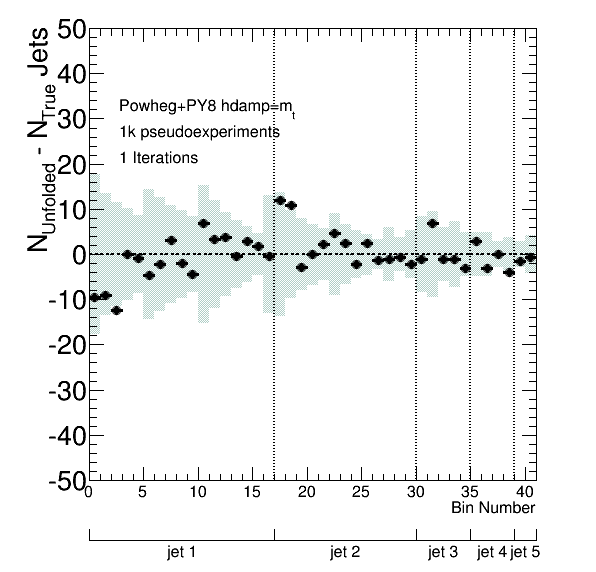 N_Unfolded - N_True Jets
50
40
30
20
10
0
-10
-20
-30
-40
-50
Powheg+PY8 hdamp=m_t
1k pseudoexperiments
1 Iterations
0 5 10 15 20 25 30 35 40
Bin Number
jet 1 jet 2 jet 3 jet 4 jet 5